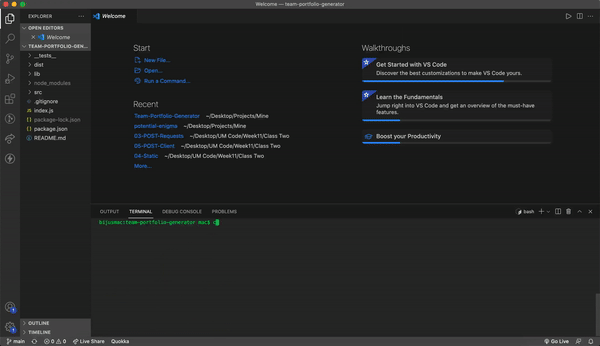 Welcome — team-portfolio-generator
EXPLORER
Welcome
OPEN EDITORS
Welcome
TEAM-PORTFOLIO-GEN...
__tests__
dist
lib
node_modules
src
.gitignore
index.js
package-lock.json
package.json
README.md
OUTLINE
TIMELINE
Start
New File...
Open...
Run a Command...
Recent
Team-Portfolio-Generator ~/Desktop/Projects/Mine
potential-enigma ~/Desktop/Projects/Mine
03-POST-Requests ~/Desktop/UM Code/Week11/Class Two
05-POST-Client ~/Desktop/UM Code/Week11/Class Two
04-Static ~/Desktop/UM Code/Week11/Class Two
More...
Walkthroughs
Get Started with VS Code
Discover the best customizations to make VS Code yours.
Learn the Fundamentals
Jump right into VS Code and get an overview of the must-have
features.
Boost your Productivity
OUTPUT TERMINAL DEBUG CONSOLE PROBLEMS
bash
bijusmac:team-portfolio-generator mac$ c
main 0 0 Live Share Quokka Go Live